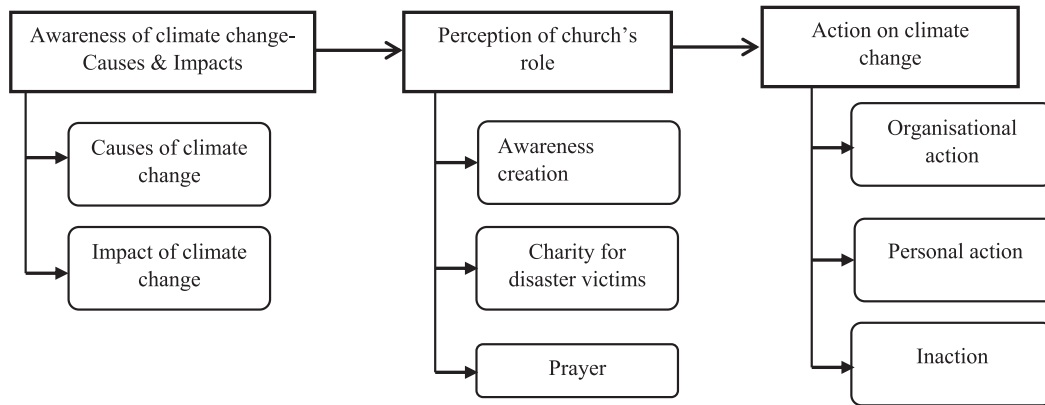 Awareness of climate change-
Causes & Impacts
Causes of climate
change
Impact of climate
change
Perception of church's
role
Awareness
creation
Charity for
disaster victims
Prayer
Action on climate
change
Organisational
action
Personal action
Inaction